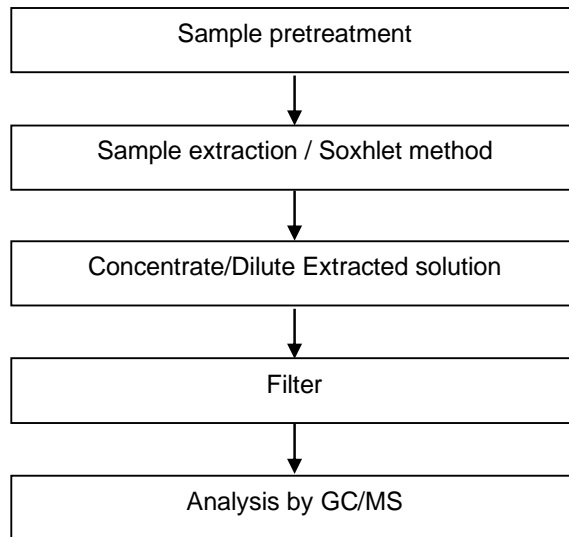 Sample pretreatment
Sample extraction / Soxhlet method
Concentrate/Dilute Extracted solution
Filter
Analysis by GC/MS